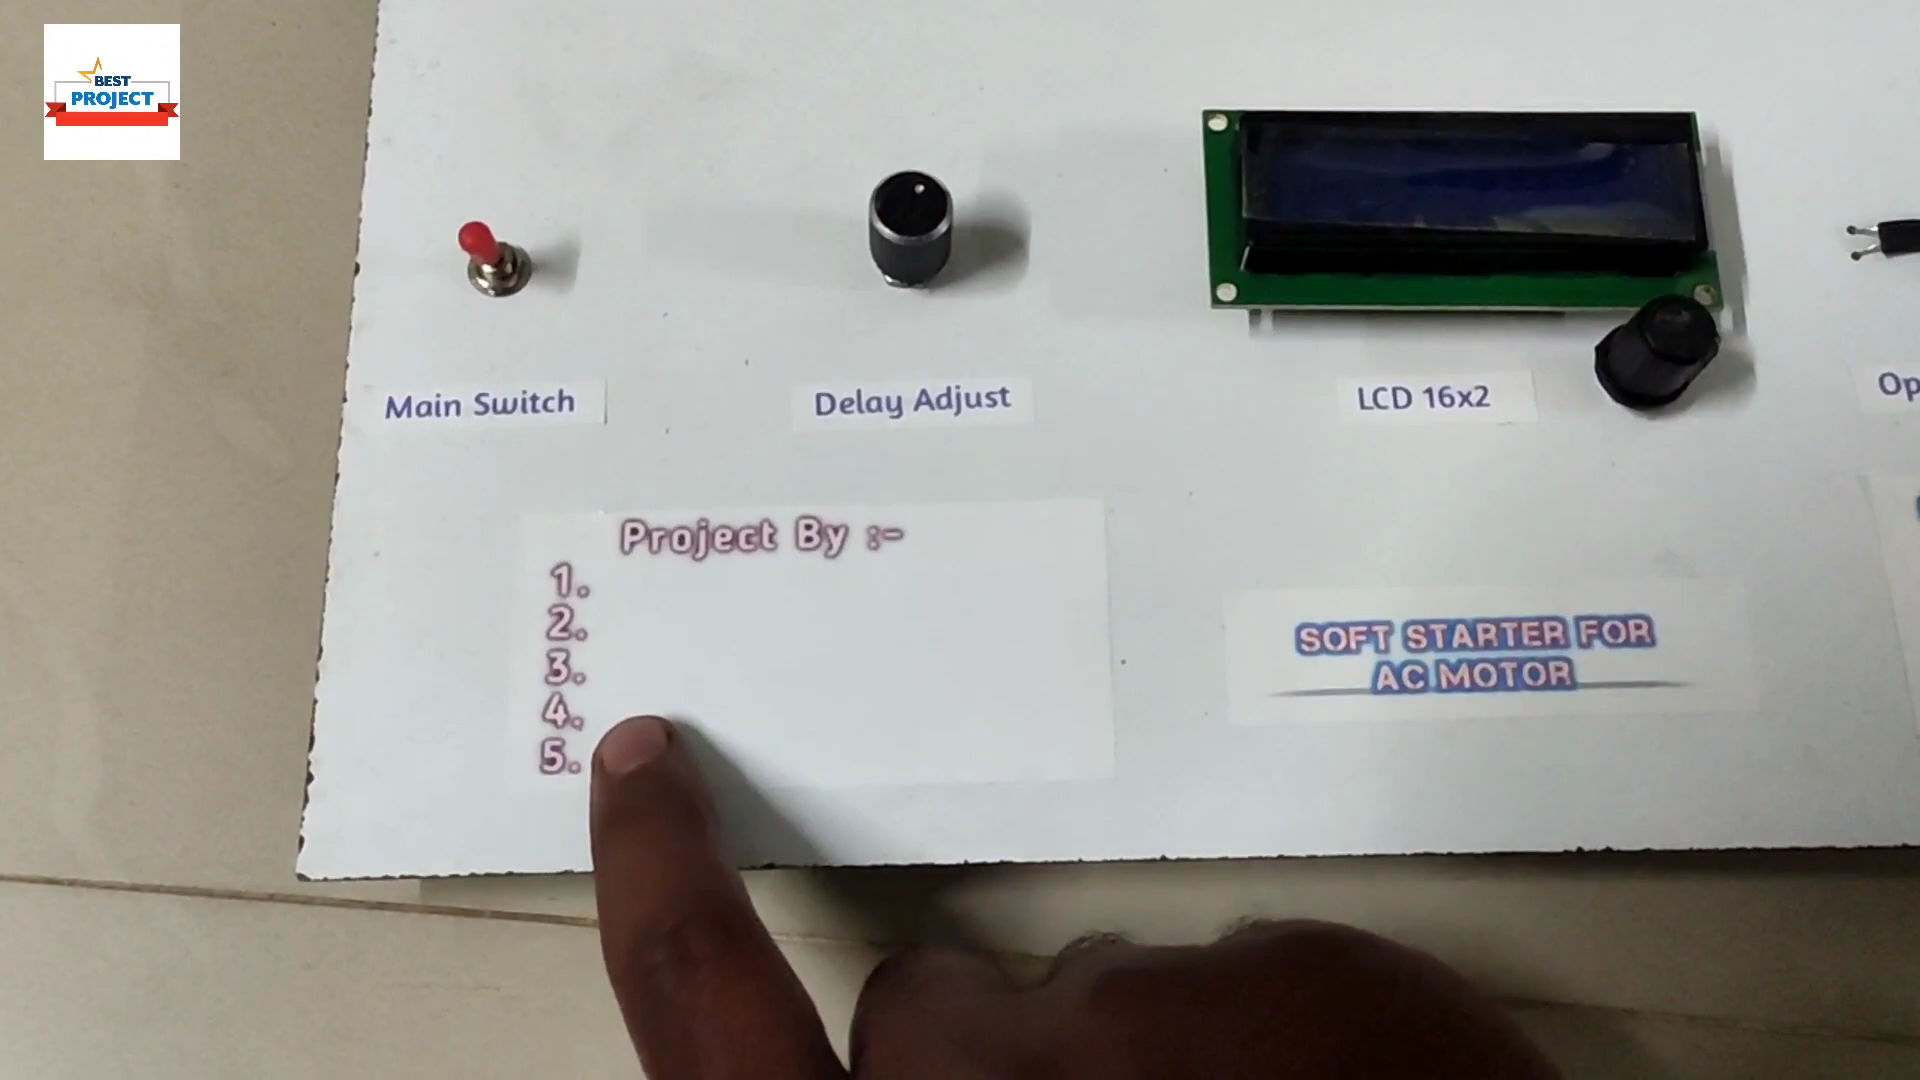 BEST
PROJECT
Main Switch
Delay Adjust
LCD 16x2
Project By :-
1.
2.
3.
4.
5.
SOFT STARTER FOR
AC MOTOR